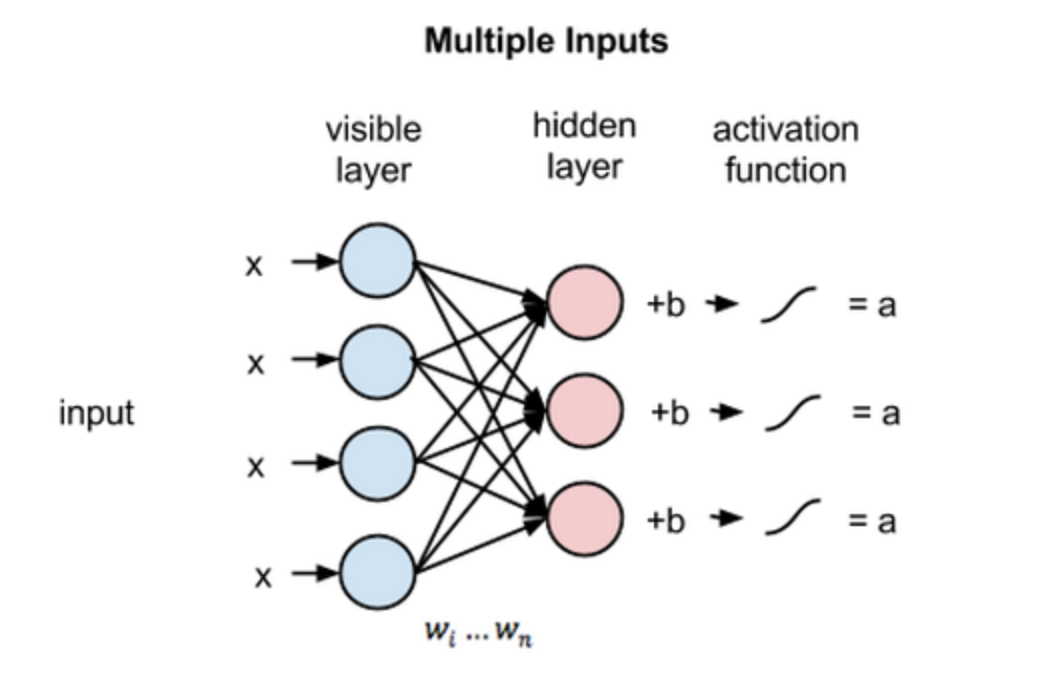 Multiple Inputs
visible
layer
hidden
layer
activation
function
x
+b
= a
x
input
+b
= a
x
+b
= a
x
wᵢ ... wₙ